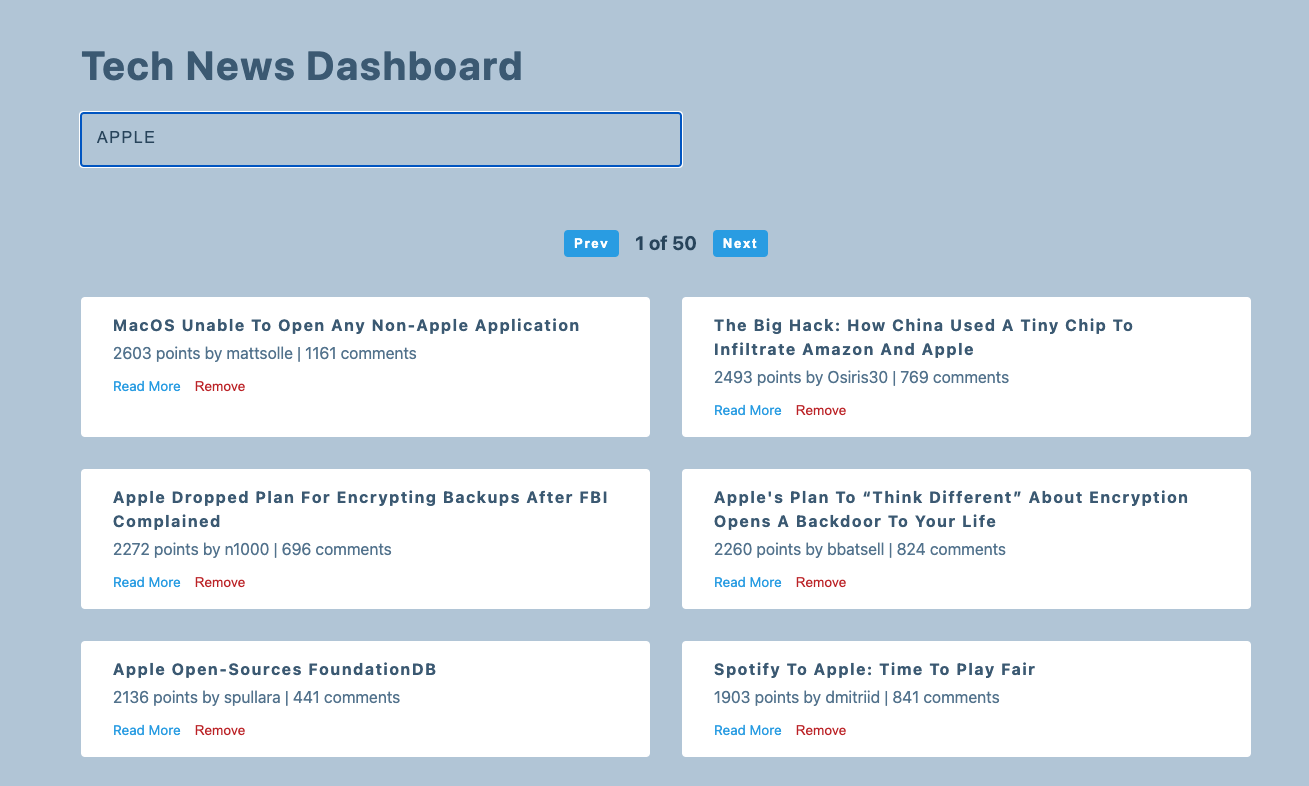 Tech News Dashboard
APPLE
Prev 1 of 50 Next
MacOS Unable To Open Any Non-Apple Application
2603 points by mattsolle | 1161 comments
Read More Remove
The Big Hack: How China Used A Tiny Chip To
Infiltrate Amazon And Apple
2493 points by Osiris30 | 769 comments
Read More Remove
Apple Dropped Plan For Encrypting Backups After FBI
Complained
2272 points by n1000 | 696 comments
Read More Remove
Apple's Plan To “Think Different” About Encryption
Opens A Backdoor To Your Life
2260 points by bbatsell | 824 comments
Read More Remove
Apple Open-Sources FoundationDB
2136 points by spullara | 441 comments
Read More Remove
Spotify To Apple: Time To Play Fair
1903 points by dmitriid | 841 comments
Read More Remove